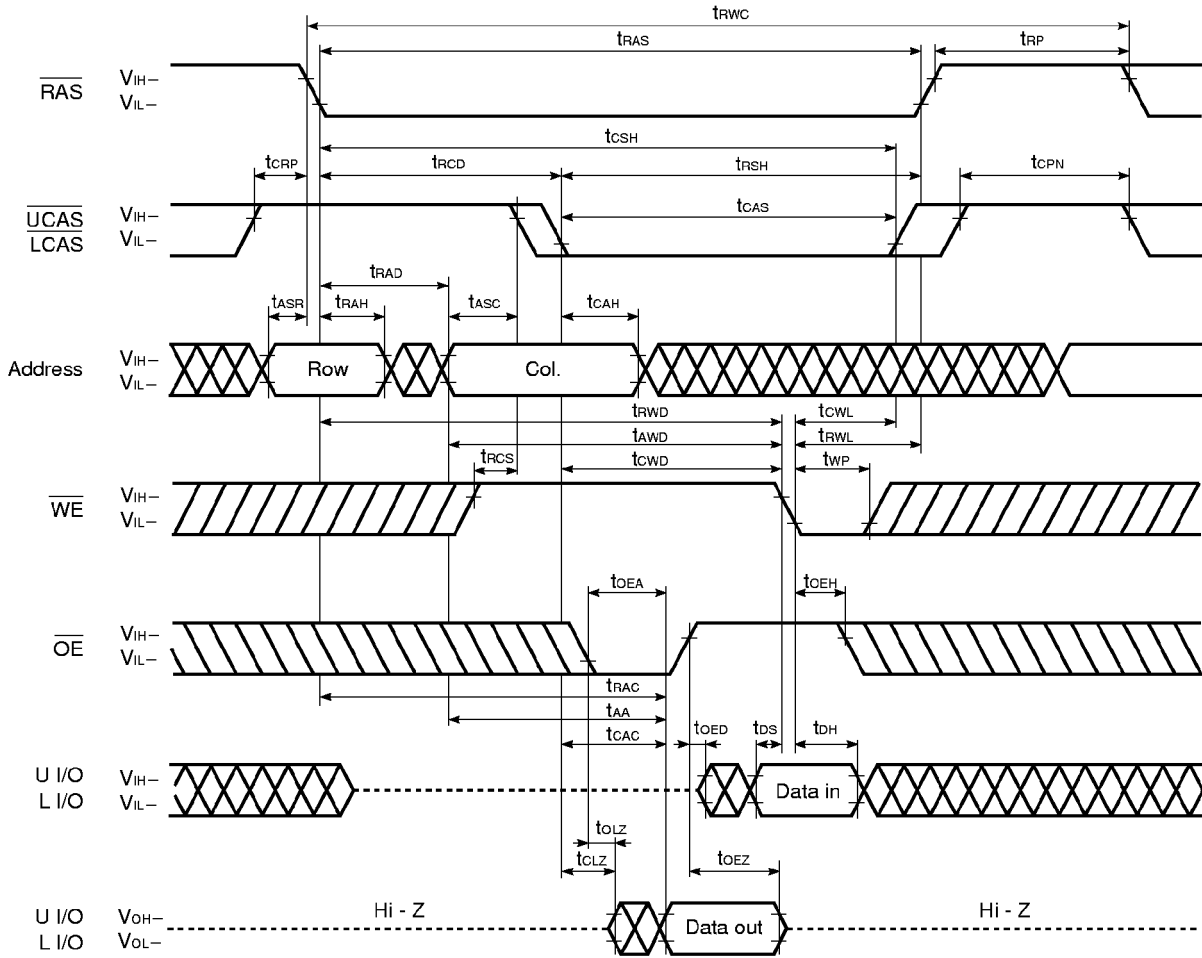 tRWC
tRAS
tRP
RAS
VIH–
VIL–
tCSH
tCRP
tRCD
tRSH
tCPN
UCAS
LCAS
VIH–
VIL–
tCAS
tRAD
tASR
tRAH
tASC
tCAH
Address
VIH–
VIL–
Row
Col.
tRWD
tCWL
tAWD
tRWL
tRCS
tCWD
tWP
WE
VIH–
VIL–
tOEA
tOEH
OE
VIH–
VIL–
tRAC
tAA
tCAC
tOED
tDS
tDH
U I/O
L I/O
VIH–
VIL–
Data in
tOLZ
tCLZ
tOEZ
U I/O
L I/O
VOH–
VOL–
Hi - Z
Data out
Hi - Z